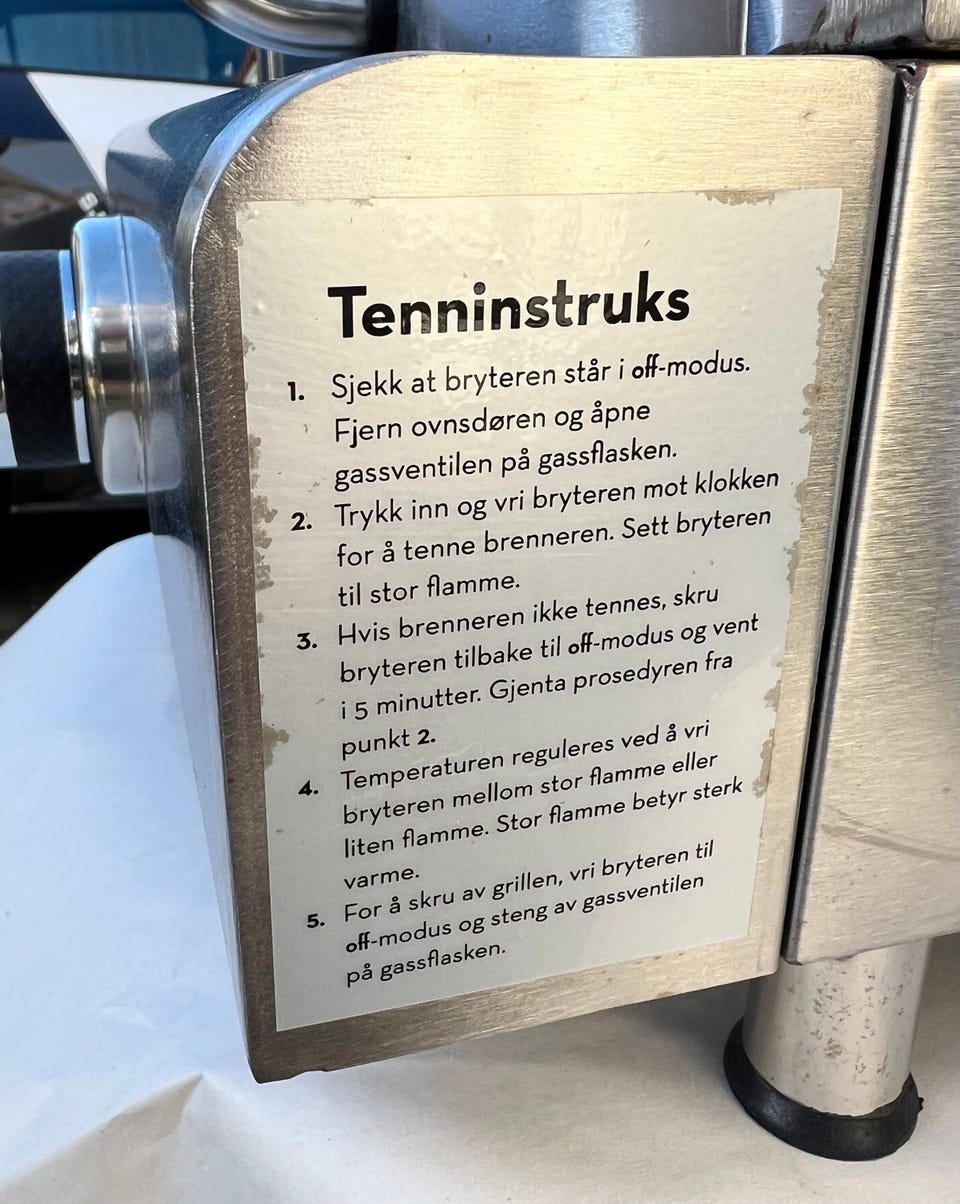 Tenninstruks
1. Sjekk at bryteren står i off-modus.
Fjern ovnsdøren og åpne
gassventilen på gassflasken.
2. Trykk inn og vri bryteren mot klokken
for å tenne brenneren. Sett bryteren
til stor flamme.
3. Hvis brenneren ikke tennes, skru
bryteren tilbake til off-modus og vent
i 5 minutter. Gjenta prosedyren fra
punkt 2.
4. Temperaturen reguleres ved å vri
bryteren mellom stor flamme eller
liten flamme. Stor flamme betyr sterk
varme.
5. For å skru av grillen, vri bryteren til
off-modus og steng av gassventilen
på gassflasken.